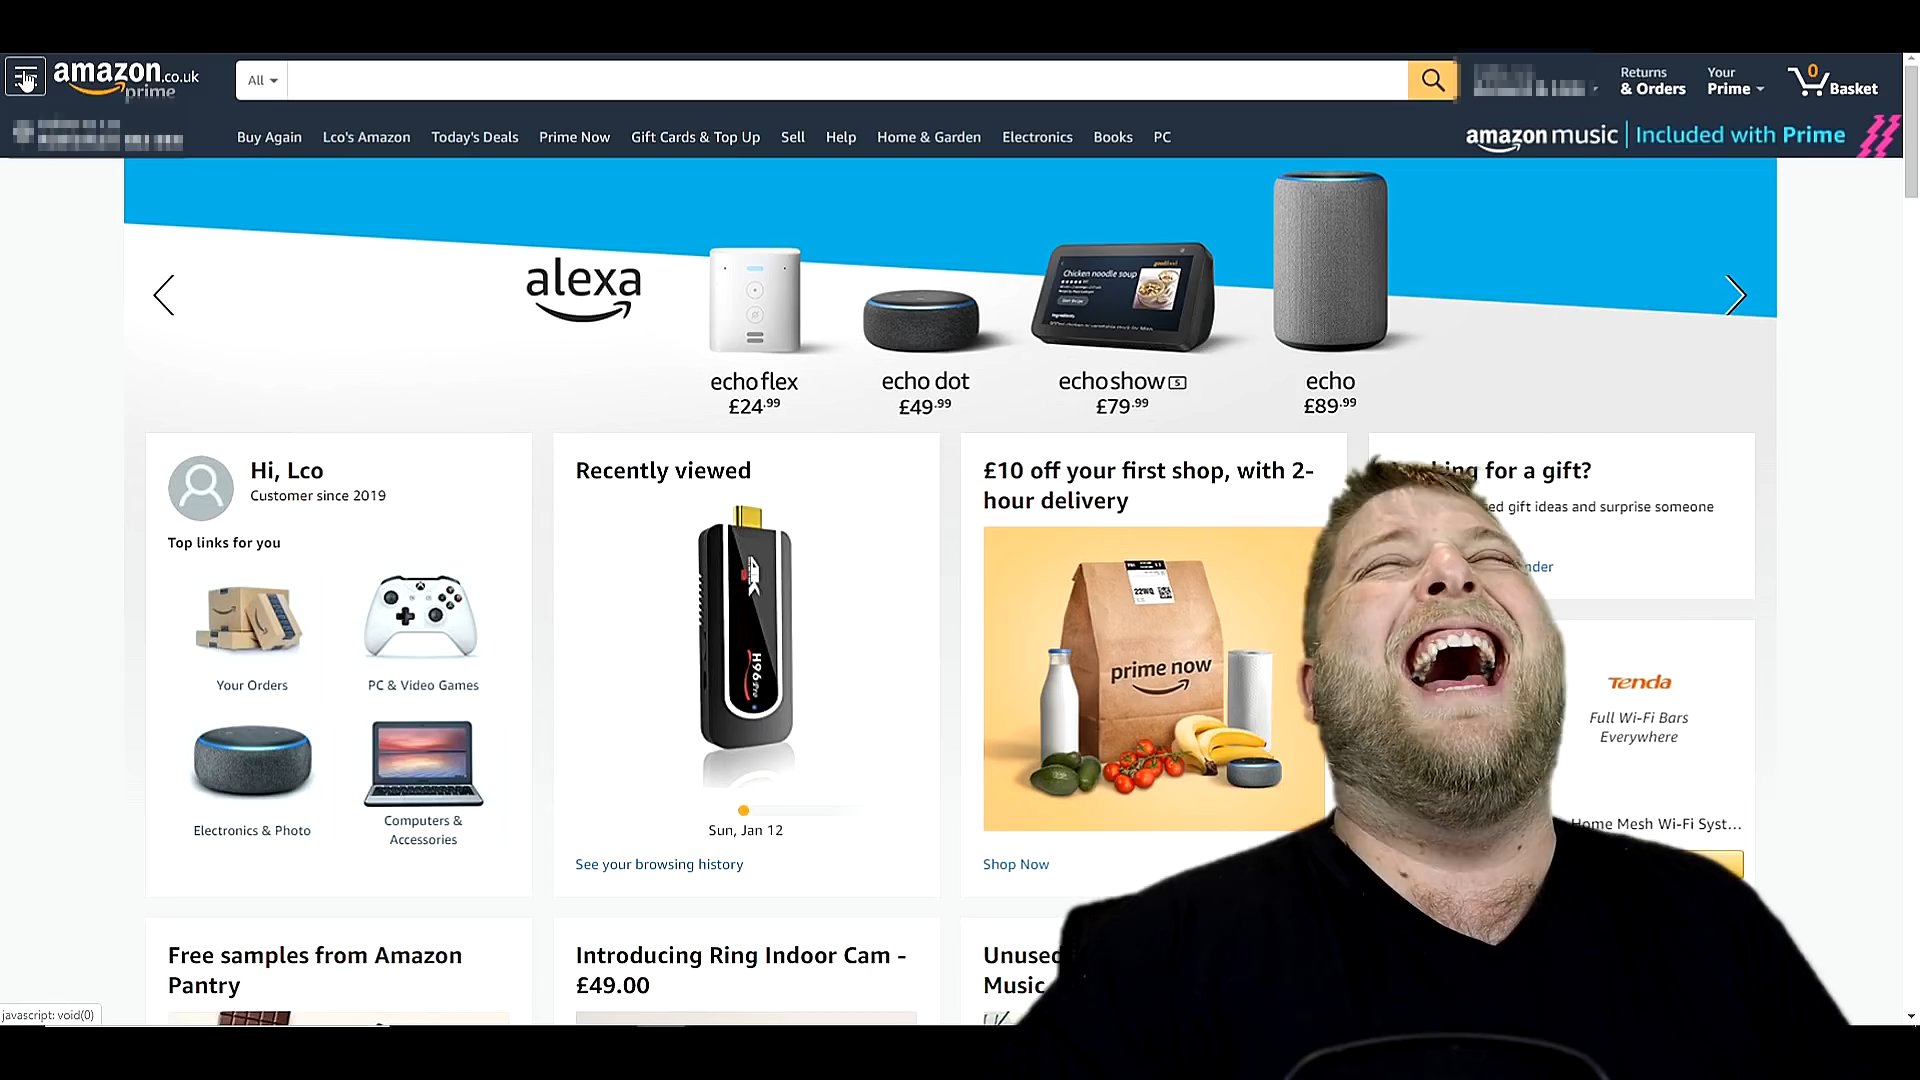 amazon.co.uk
prime
All
Returns
& Orders
Your
Prime
0
Basket
Buy Again
Lco's Amazon
Today's Deals
Prime Now
Gift Cards & Top Up
Sell
Help
Home & Garden
Electronics
Books
PC
amazon music | Included with Prime
alexa
Chicken noodle soup
echo flex
£24.99
echo dot
£49.99
echo show 5
£79.99
echo
£89.99
Hi, Lco
Customer since 2019
Top links for you
Your Orders
PC & Video Games
Electronics & Photo
Computers &
Accessories
Recently viewed
4K
H96 Pro
Sun, Jan 12
See your browsing history
£10 off your first shop, with 2-
hour delivery
22WQ
prime now
Shop Now
for a gift?
gift ideas and surprise someone
Tenda
Full Wi-Fi Bars
Everywhere
Home Mesh Wi-Fi Syst...
Free samples from Amazon
Pantry
Introducing Ring Indoor Cam -
£49.00
Unused
Music
javascript: void(0)